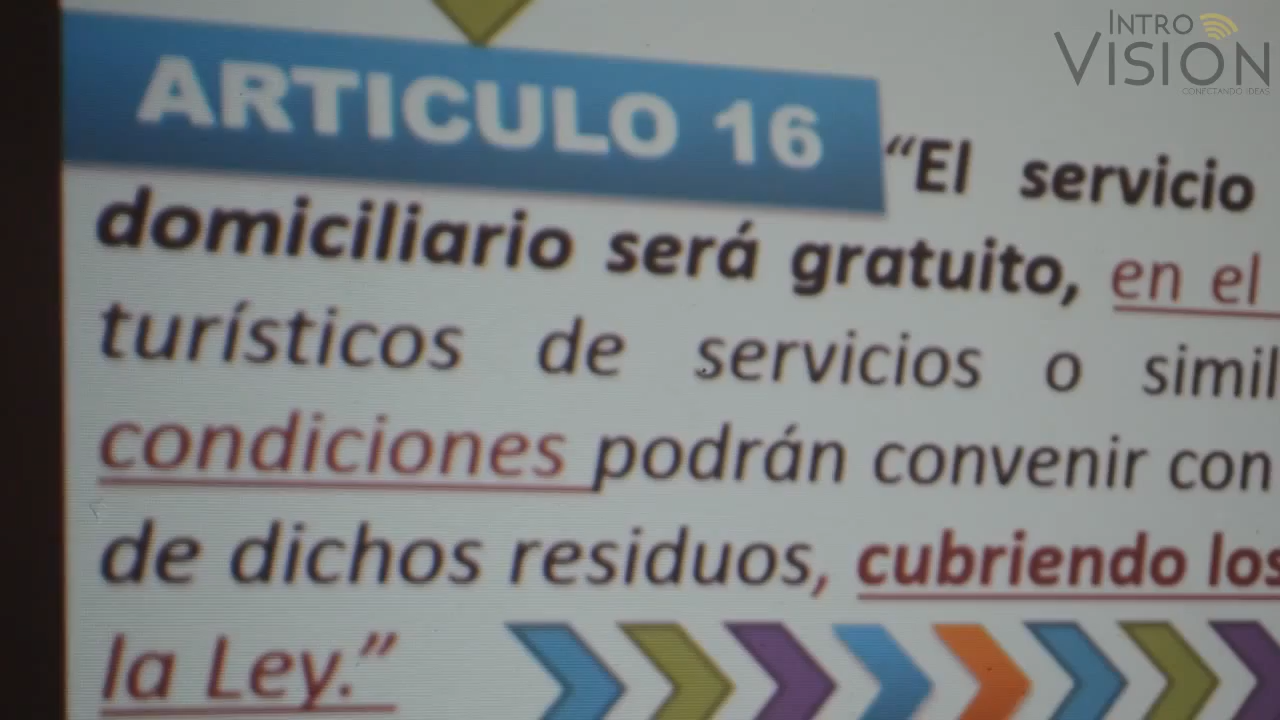 INTRO
VISION
CONECTANDO IDEAS
ARTICULO 16
“El servicio
domiciliario será gratuito, en el
turísticos de servicios o simil
condiciones podrán convenir con
de dichos residuos, cubriendo los
la Ley.”